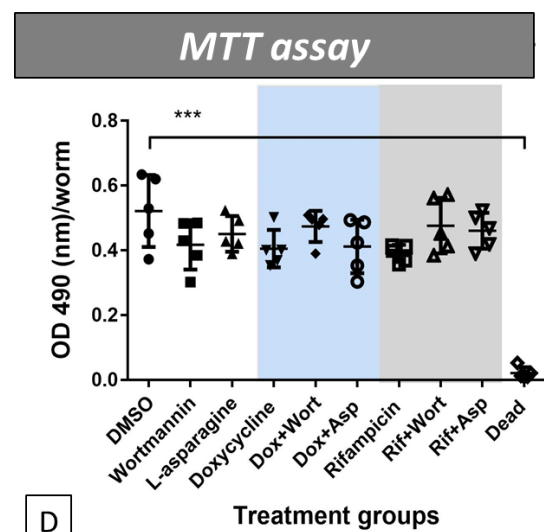 MTT assay
***
0.8
0.6
0.4
0.2
0.0
OD 490 (nm)/worm
DMSO
Wortmannin
L-asparagine
Doxycycline
Dox+Wort
Dox+Asp
Rifampicin
Rif+Wort
Rif+Asp
Dead
D
Treatment groups